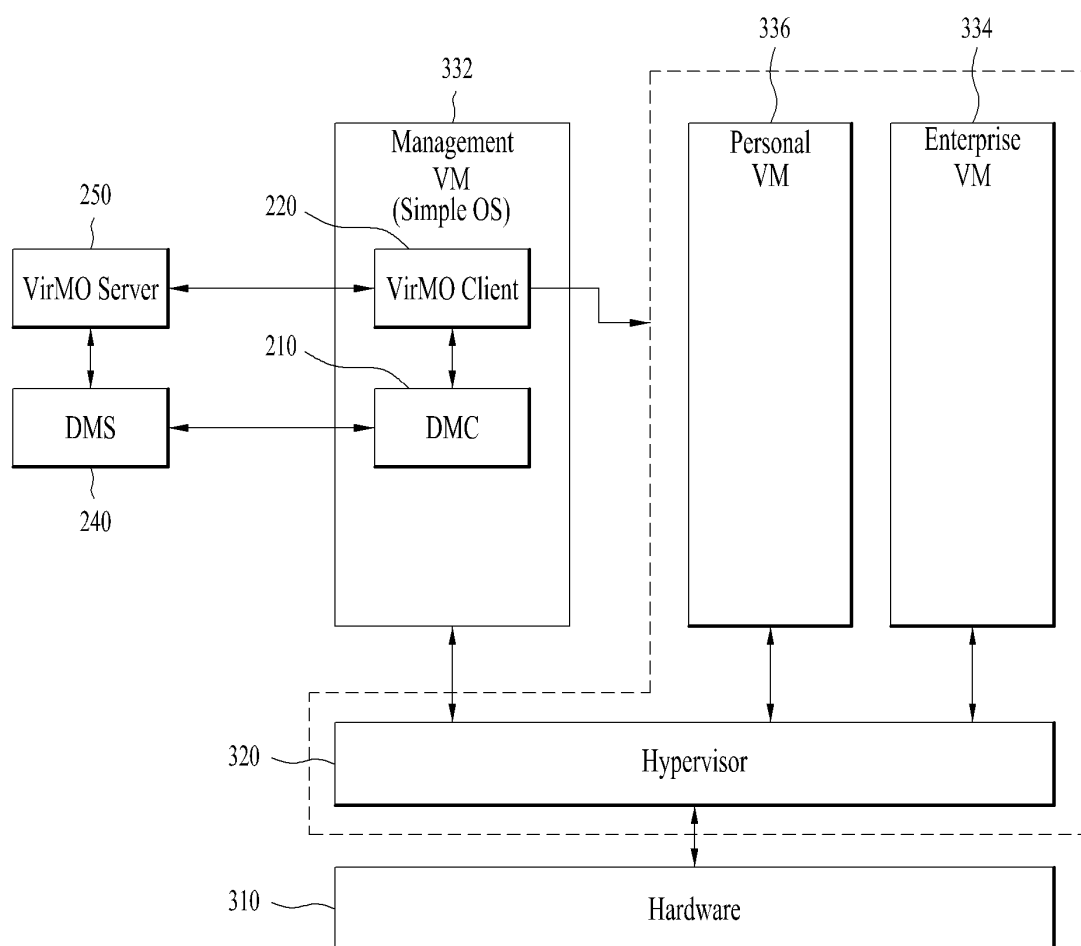 336
334
332
Management
VM
(Simple OS)
Personal
VM
Enterprise
VM
250
220
VirMO Server
VirMO Client
210
DMS
DMC
240
320
Hypervisor
310
Hardware